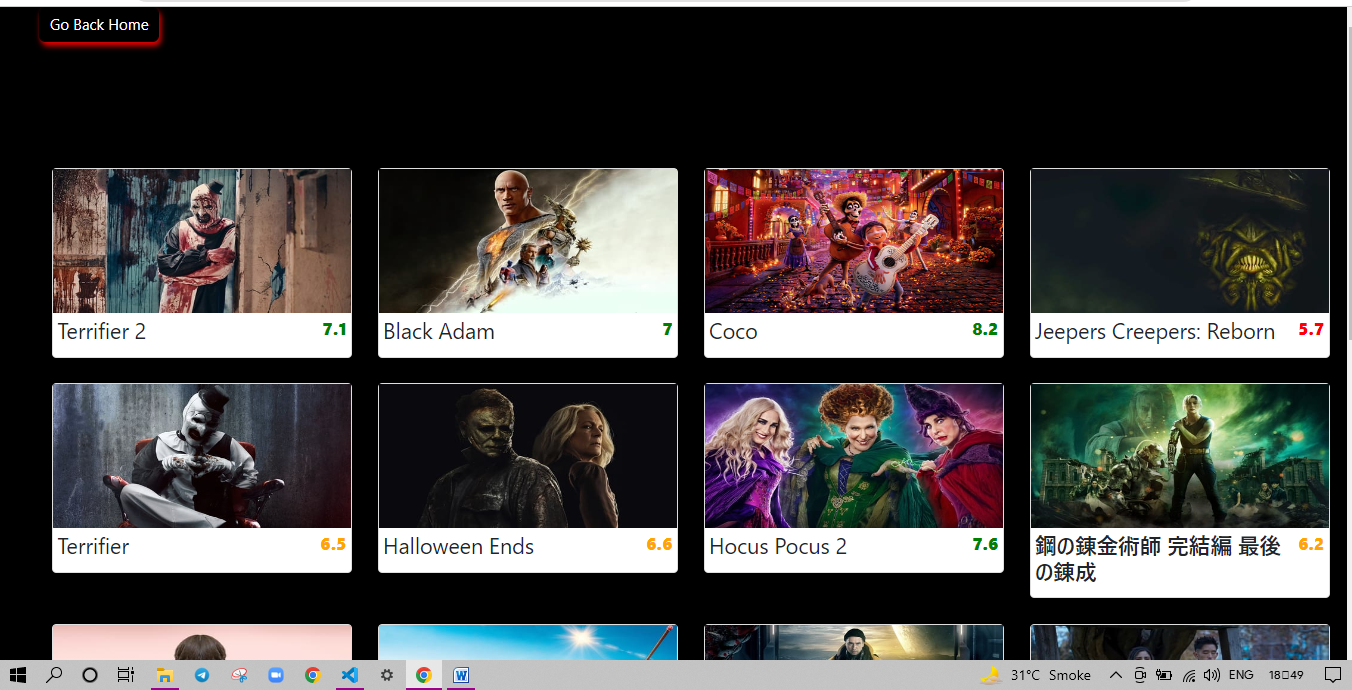 Go Back Home
Terrifier 2
7.1
Black Adam
7
Coco
8.2
Jeepers Creepers: Reborn
5.7
Terrifier
6.5
Halloween Ends
6.6
Hocus Pocus 2
7.6
鋼の錬金術師 完結編 最後
の錬成
6.2
31°C Smoke
ENG
18▯49